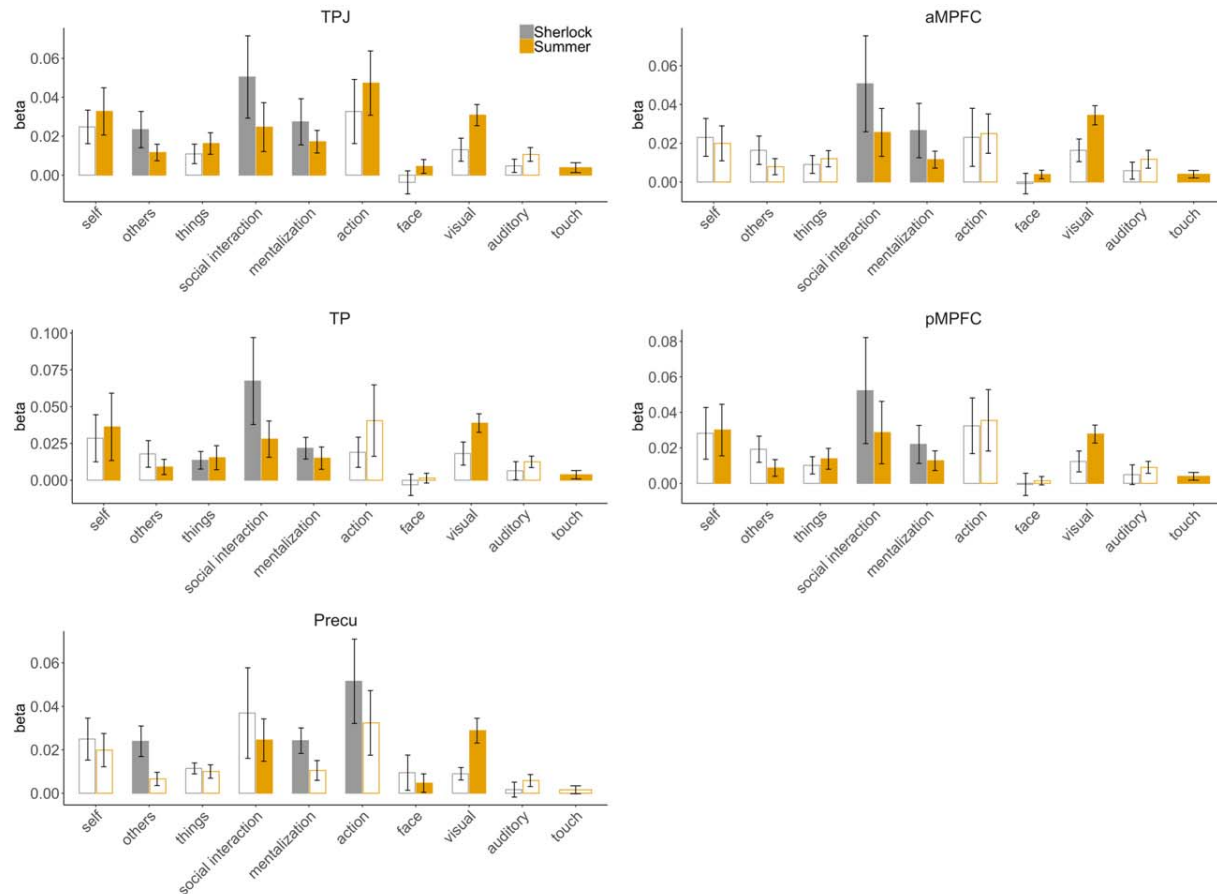 TPJ
Sherlock
Summer
beta
0.06
0.04
0.02
0.00
self
others
things
social interaction
mentalization
action
face
visual
auditory
touch
aMPFC
beta
0.06
0.04
0.02
0.00
self
others
things
social interaction
mentalization
action
face
visual
auditory
touch
TP
beta
0.100
0.075
0.050
0.025
0.000
self
others
things
social interaction
mentalization
action
face
visual
auditory
touch
pMPFC
beta
0.08
0.06
0.04
0.02
0.00
self
others
things
social interaction
mentalization
action
face
visual
auditory
touch
Precu
beta
0.06
0.04
0.02
0.00
self
others
things
social interaction
mentalization
action
face
visual
auditory
touch